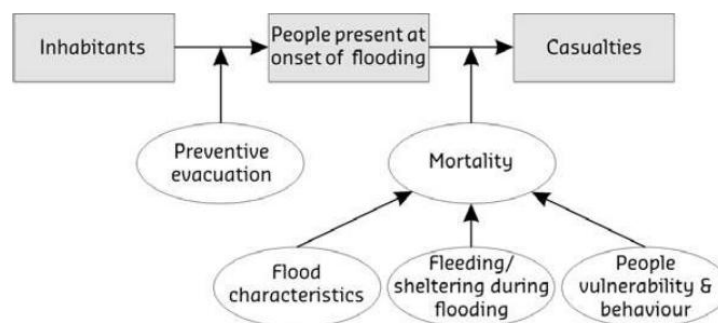 Inhabitants
People present at
onset of flooding
Casualties
Preventive
evacuation
Mortality
Flood
characteristics
Fleeding/
sheltering during
flooding
People
vulnerability &
behaviour